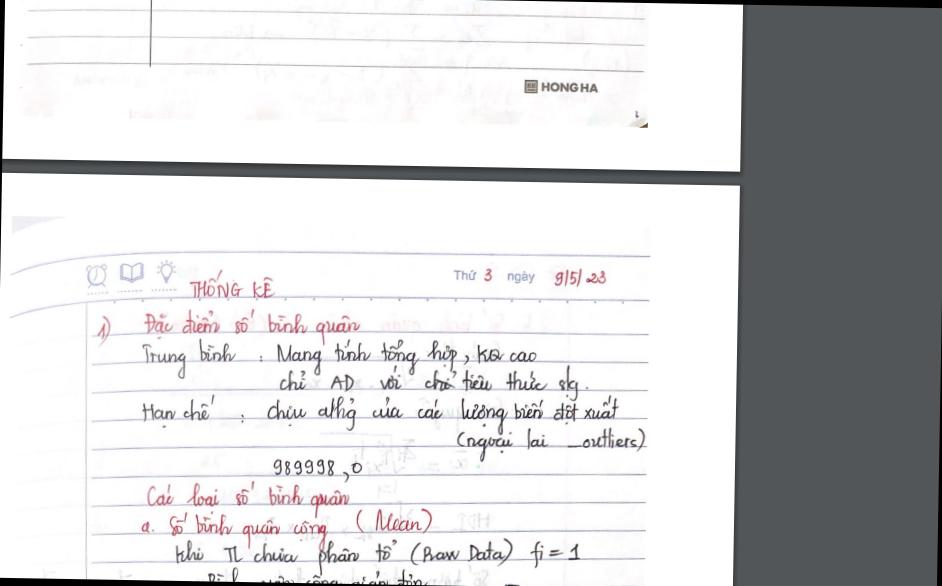 HONG HA
Thứ 3 ngày 9/5/23
THỐNG KÊ
1) Đặc điểm số bình quân
Trung bình : Mang tính tổng hợp, KQ cao
chỉ AD với chỉ tiêu thức slg.
Hạn chế : chịu ahg của các lượng biến đột xuất
(ngoại lai _outliers)
989998,0
Các loại số bình quân
a. Số bình quân cộng (Mean)
Khi TL chưa phân tổ (Raw Data) fi = 1